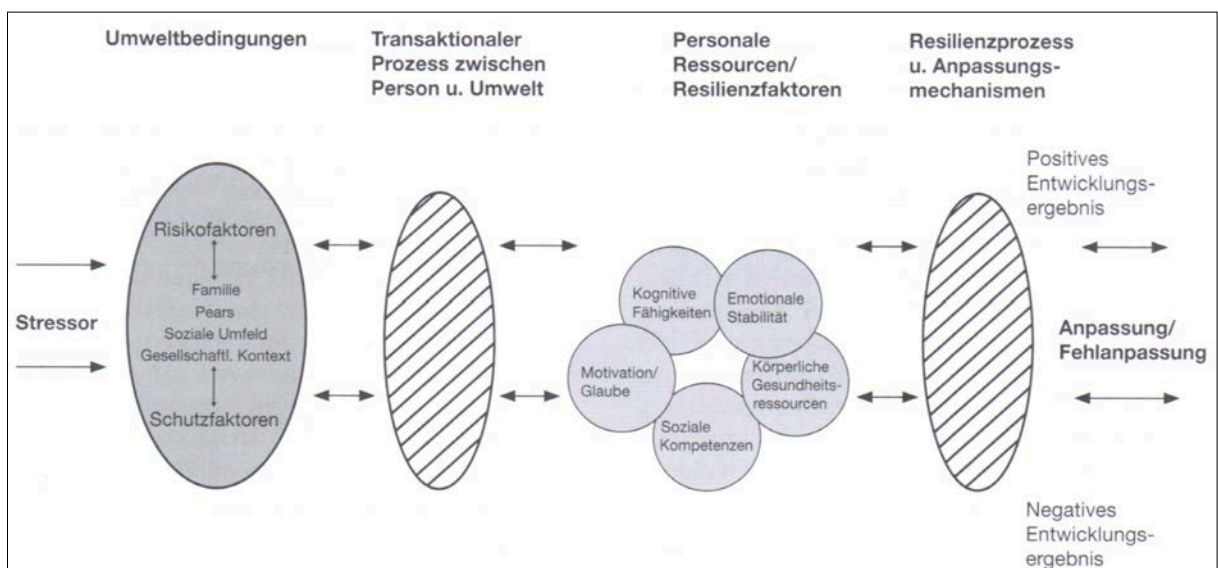 Umweltbedingungen
Transaktionaler
Prozess zwischen
Person u. Umwelt
Personale
Ressourcen/
Resilienzfaktoren
Resilienzprozess
u. Anpassungs-
mechanismen
Stressor
Risikofaktoren
Familie
Pears
Soziale Umfeld
Gesellschaftl. Kontext
Schutzfaktoren
Kognitive
Fähigkeiten
Emotionale
Stabilität
Motivation/
Glaube
Körperliche
Gesundheits-
ressourcen
Soziale
Kompetenzen
Positives
Entwicklungs-
ergebnis
Anpassung/
Fehlanpassung
Negatives
Entwicklungs-
ergebnis